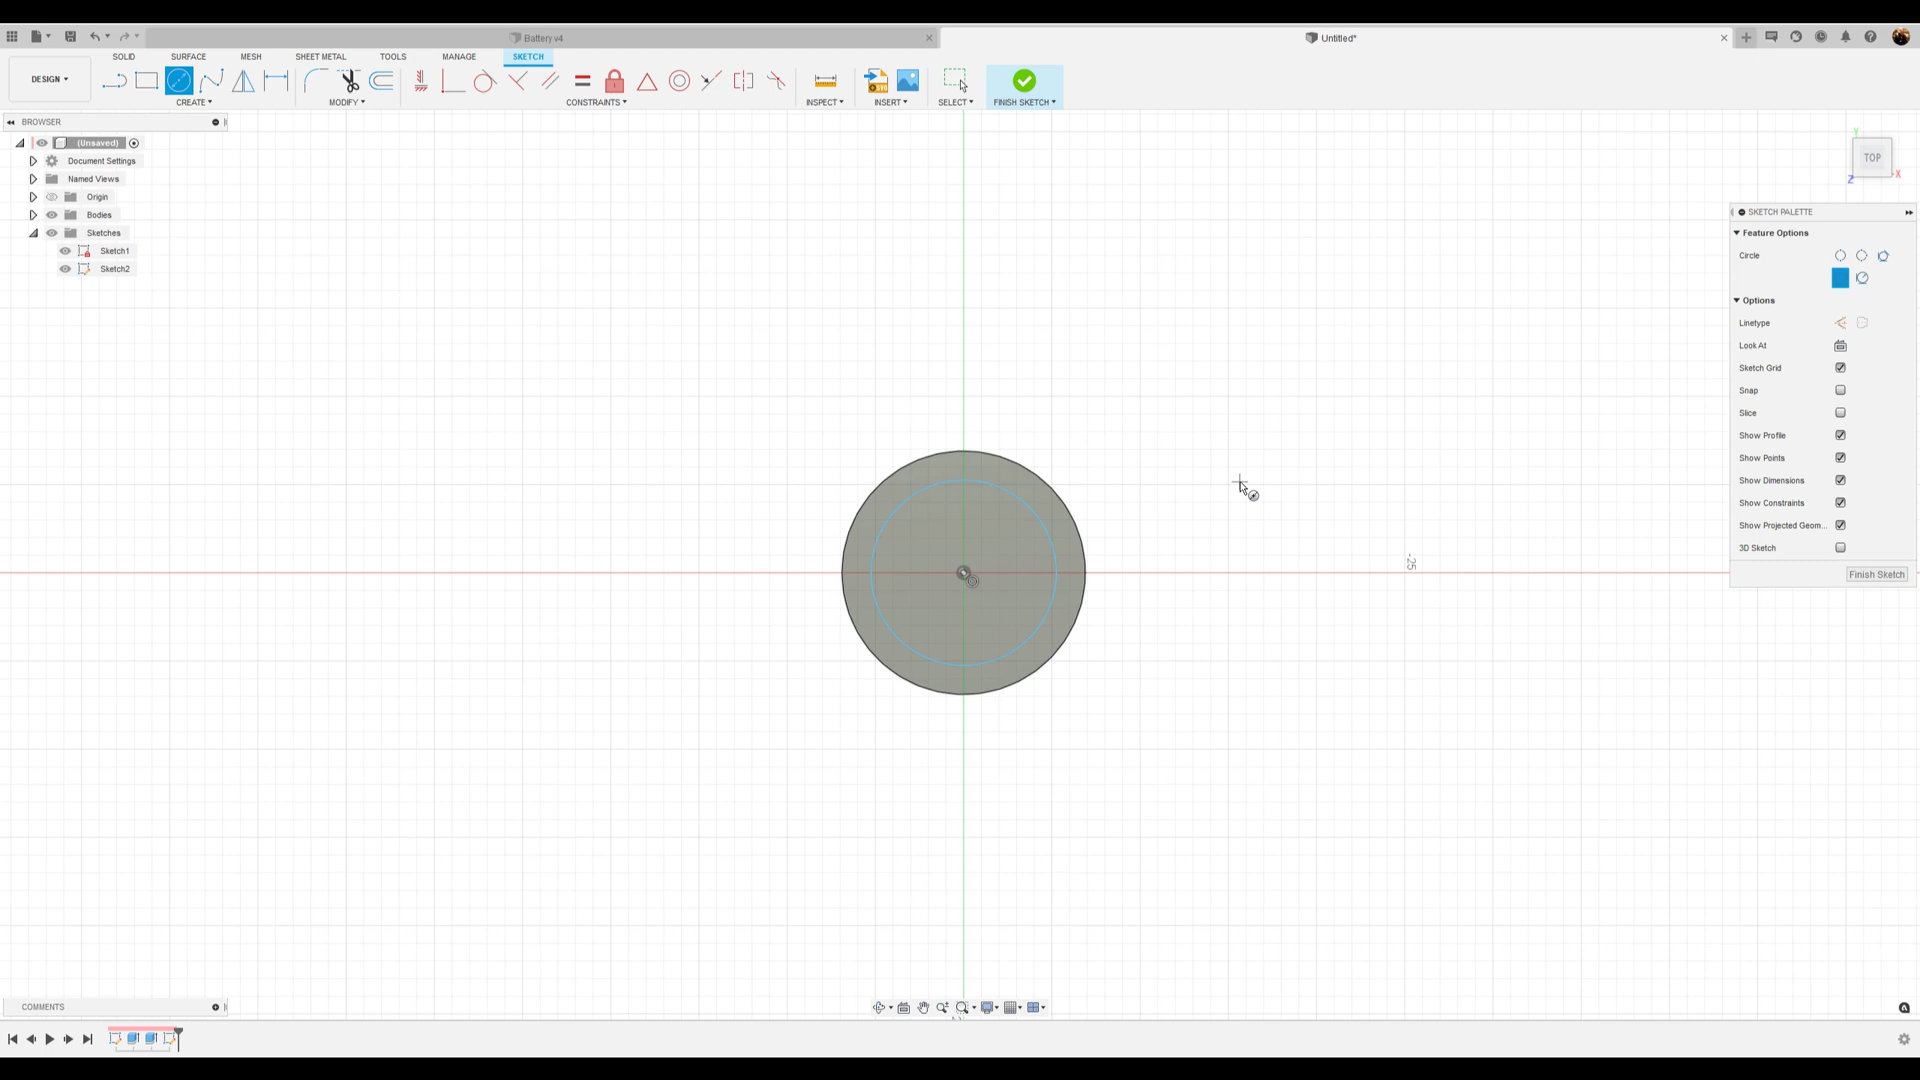 Battery v4
Untitled*
SOLID SURFACE MESH SHEET METAL TOOLS MANAGE SKETCH
DESIGN
CREATE MODIFY CONSTRAINTS INSPECT INSERT SELECT FINISH SKETCH
BROWSER
(Unsaved)
Document Settings
Named Views
Origin
Bodies
Sketches
Sketch1
Sketch2
Y
TOP
X
Z
SKETCH PALETTE
Feature Options
Circle
Options
Linetype
Look At
Sketch Grid
Snap
Slice
Show Profile
Show Points
Show Dimensions
Show Constraints
Show Projected Geom...
3D Sketch
Finish Sketch
-25
COMMENTS